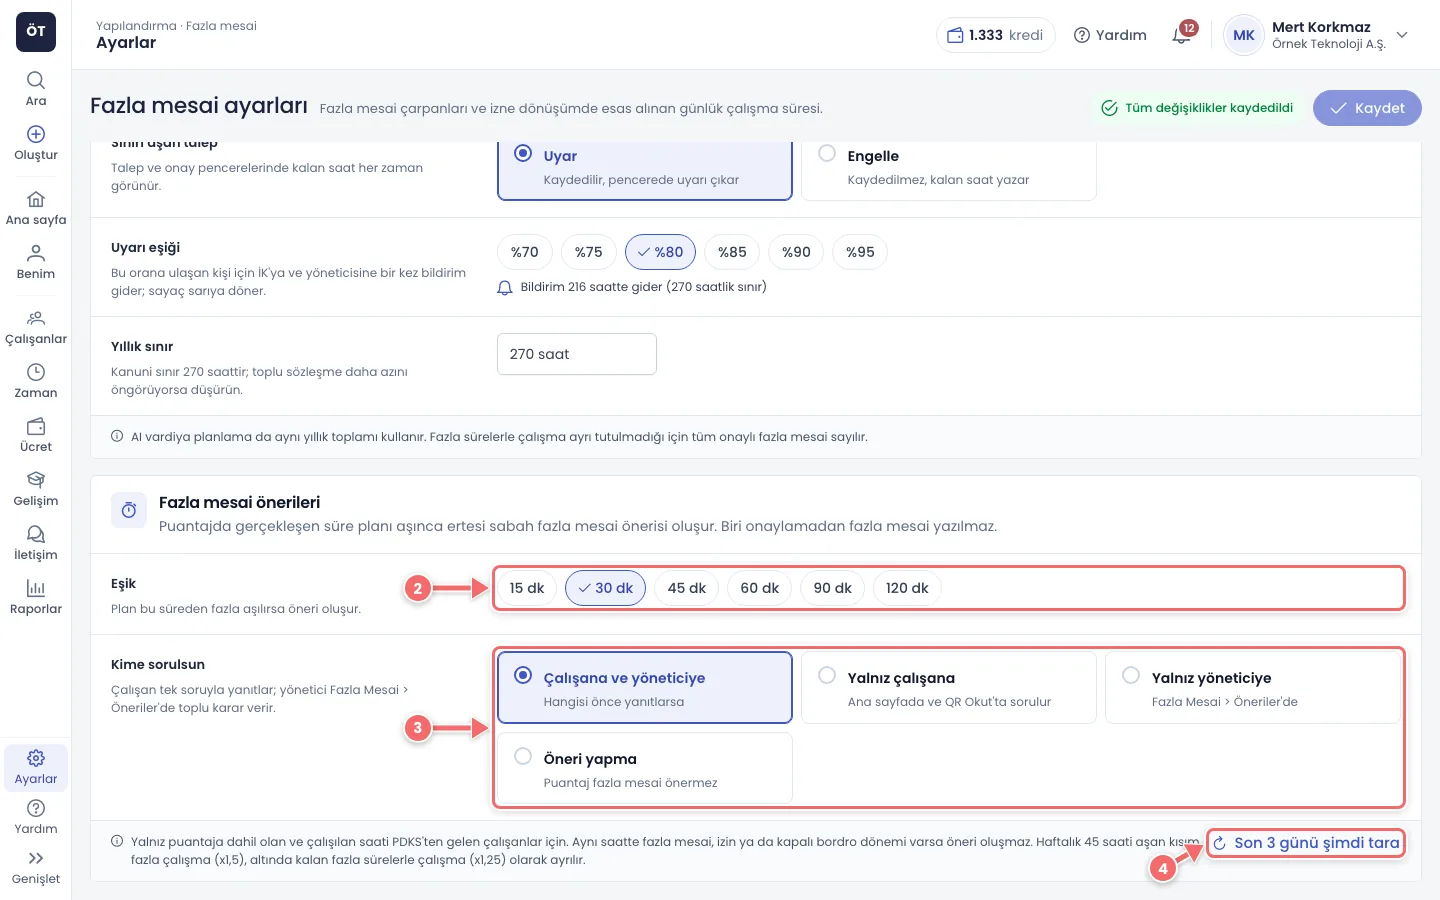 ÖT
Ara
Oluştur
Ana sayfa
Benim
Çalışanlar
Zaman
Ücret
Gelişim
İletişim
Raporlar
Ayarlar
Yardım
Genişlet
Yapılandırma · Fazla mesai
Ayarlar
1.333 kredi
Yardım
12
MK
Mert Korkmaz
Örnek Teknoloji A.Ş.
Fazla mesai ayarları
Fazla mesai çarpanları ve izne dönüşümde esas alınan günlük çalışma süresi.
Tüm değişiklikler kaydedildi
Kaydet
Sınırı aşan talep
Talep ve onay pencerelerinde kalan saat her zaman
görünür.
Uyar
Kaydedilir, pencerede uyarı çıkar
Engelle
Kaydedilmez, kalan saat yazar
Uyarı eşiği
Bu orana ulaşan kişi için İK'ya ve yöneticisine bir kez bildirim
gider; sayaç sarıya döner.
%70 %75 %80 %85 %90 %95
Bildirim 216 saatte gider (270 saatlik sınır)
Yıllık sınır
Kanuni sınır 270 saattir; toplu sözleşme daha azını
öngörüyorsa düşürün.
270 saat
AI vardiya planlama da aynı yıllık toplamı kullanır. Fazla sürelerle çalışma ayrı tutulmadığı için tüm onaylı fazla mesai sayılır.
Fazla mesai önerileri
Puantajda gerçekleşen süre planı aşınca ertesi sabah fazla mesai önerisi oluşur. Biri onaylamadan fazla mesai yazılmaz.
Eşik
Plan bu süreden fazla aşılırsa öneri oluşur.
2
15 dk 30 dk 45 dk 60 dk 90 dk 120 dk
Kime sorulsun
Çalışan tek soruyla yanıtlar; yönetici Fazla Mesai >
Öneriler'de toplu karar verir.
3
Çalışana ve yöneticiye
Hangisi önce yanıtlarsa
Yalnız çalışana
Ana sayfada ve QR Okut'ta sorulur
Yalnız yöneticiye
Fazla Mesai > Öneriler'de
Öneri yapma
Puantaj fazla mesai önermez
Yalnız puantaja dahil olan ve çalışılan saati PDKS'ten gelen çalışanlar için. Aynı saatte fazla mesai, izin ya da kapalı bordro dönemi varsa öneri oluşmaz. Haftalık 45 saati aşan kısım
fazla çalışma (x1,5), altında kalan fazla sürelerle çalışma (x1,25) olarak ayrılır.
4
Son 3 günü şimdi tara